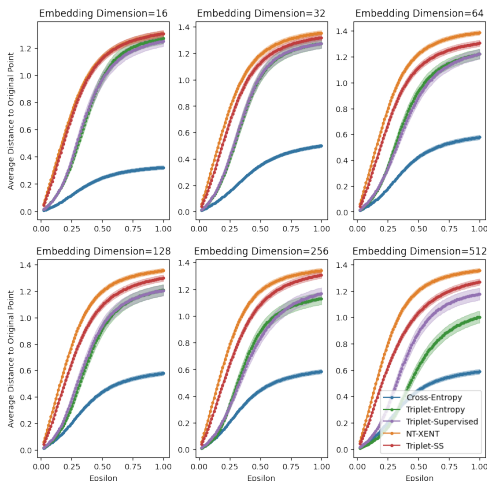 Embedding Dimension=16
Embedding Dimension=32
Embedding Dimension=64
Average Distance to Original Point
1.2
1.0
0.8
0.6
0.4
0.2
0.0
0.00 0.25 0.50 0.75 1.00
1.4
1.2
1.0
0.8
0.6
0.4
0.2
0.0
0.00 0.25 0.50 0.75 1.00
1.4
1.2
1.0
0.8
0.6
0.4
0.2
0.0
0.00 0.25 0.50 0.75 1.00
Embedding Dimension=128
Embedding Dimension=256
Embedding Dimension=512
Average Distance to Original Point
1.4
1.2
1.0
0.8
0.6
0.4
0.2
0.0
0.00 0.25 0.50 0.75 1.00
Epsilon
1.4
1.2
1.0
0.8
0.6
0.4
0.2
0.0
0.00 0.25 0.50 0.75 1.00
Epsilon
1.4
1.2
1.0
0.8
0.6
0.4
0.2
0.0
0.00 0.25 0.50 0.75 1.00
Epsilon
Cross-Entropy
Triplet-Entropy
Triplet-Supervised
NT-XENT
Triplet-SS